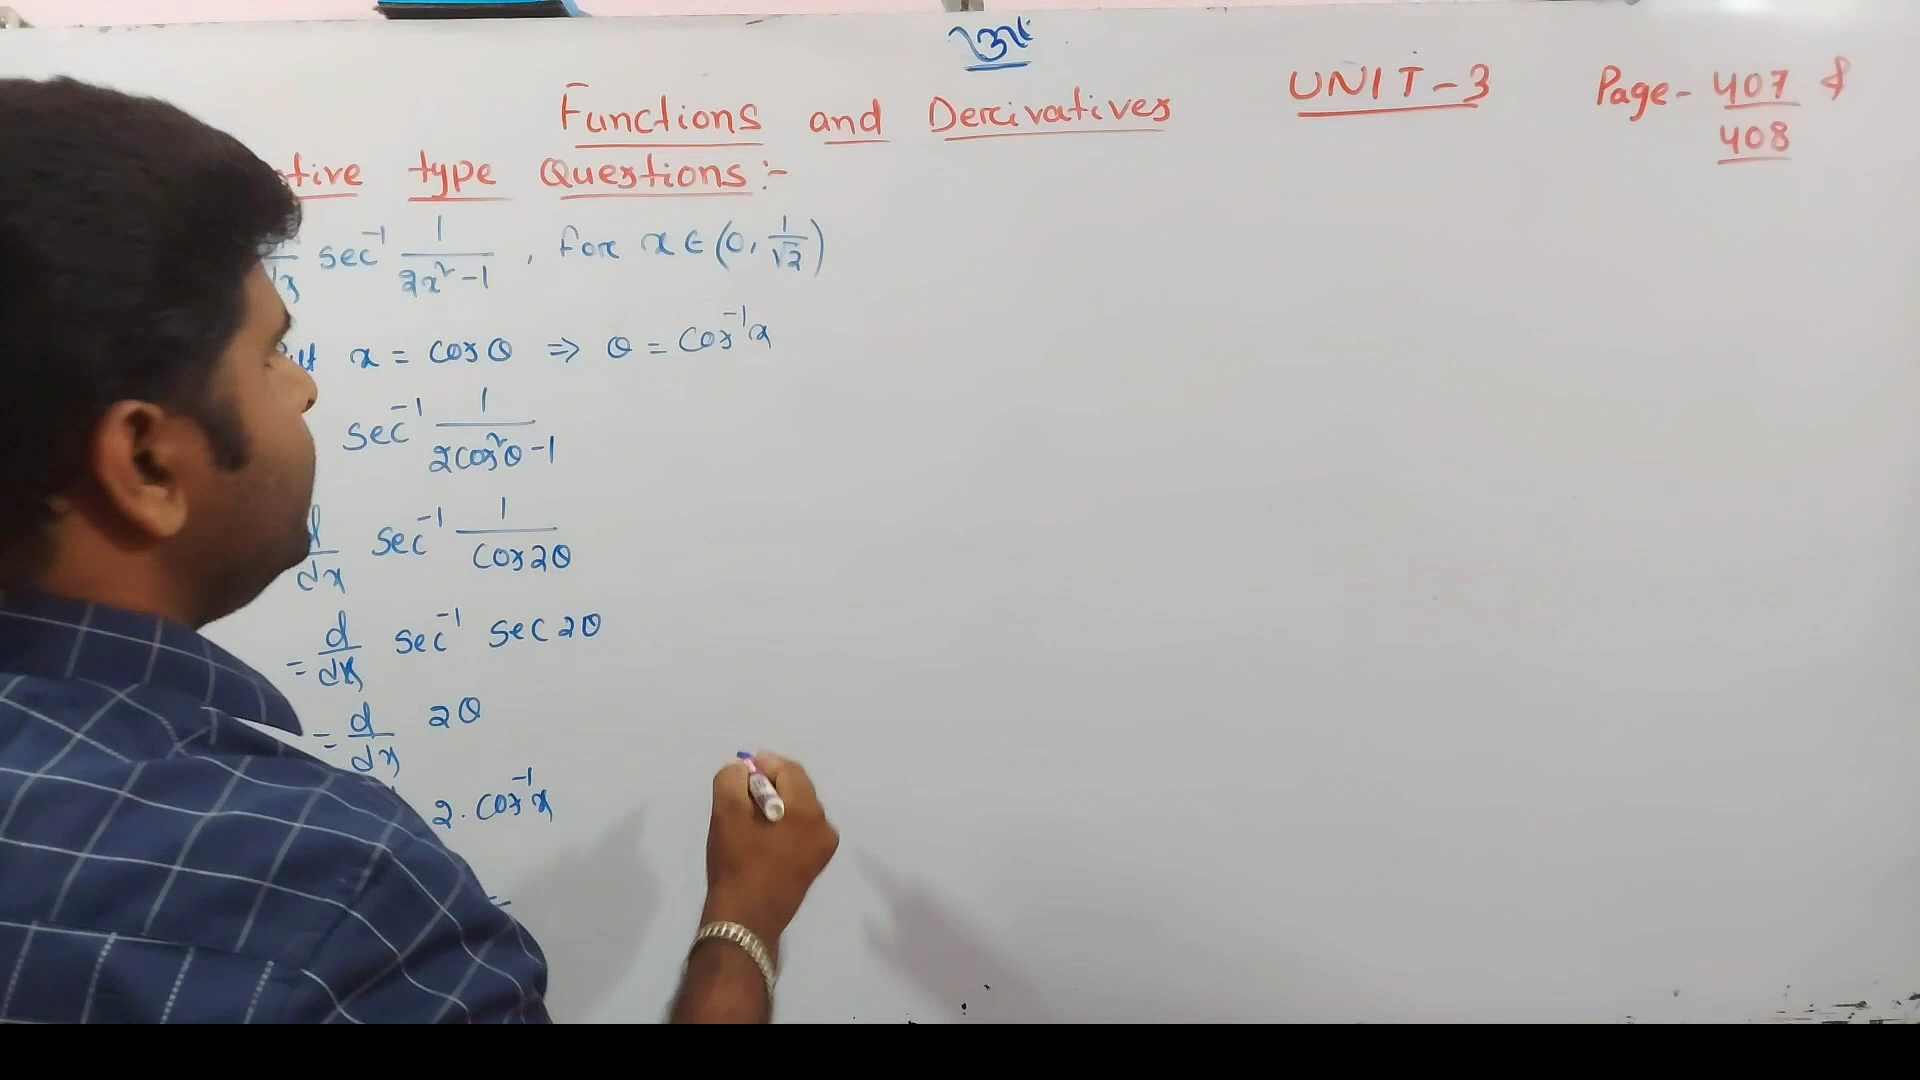 Functions and Derivatives UNIT-3 Page- 407 &
408
type Questions:-
sec⁻¹ 1/(2x²-1), for x ∈ (0, 1/√2)
x = cosθ ⇒ θ = cos⁻¹x
sec⁻¹ 1/(2cos²θ-1)
d/dx sec⁻¹ 1/cos2θ
= d/dx sec⁻¹ sec2θ
= d/dx 2θ
2.cos⁻¹x
=